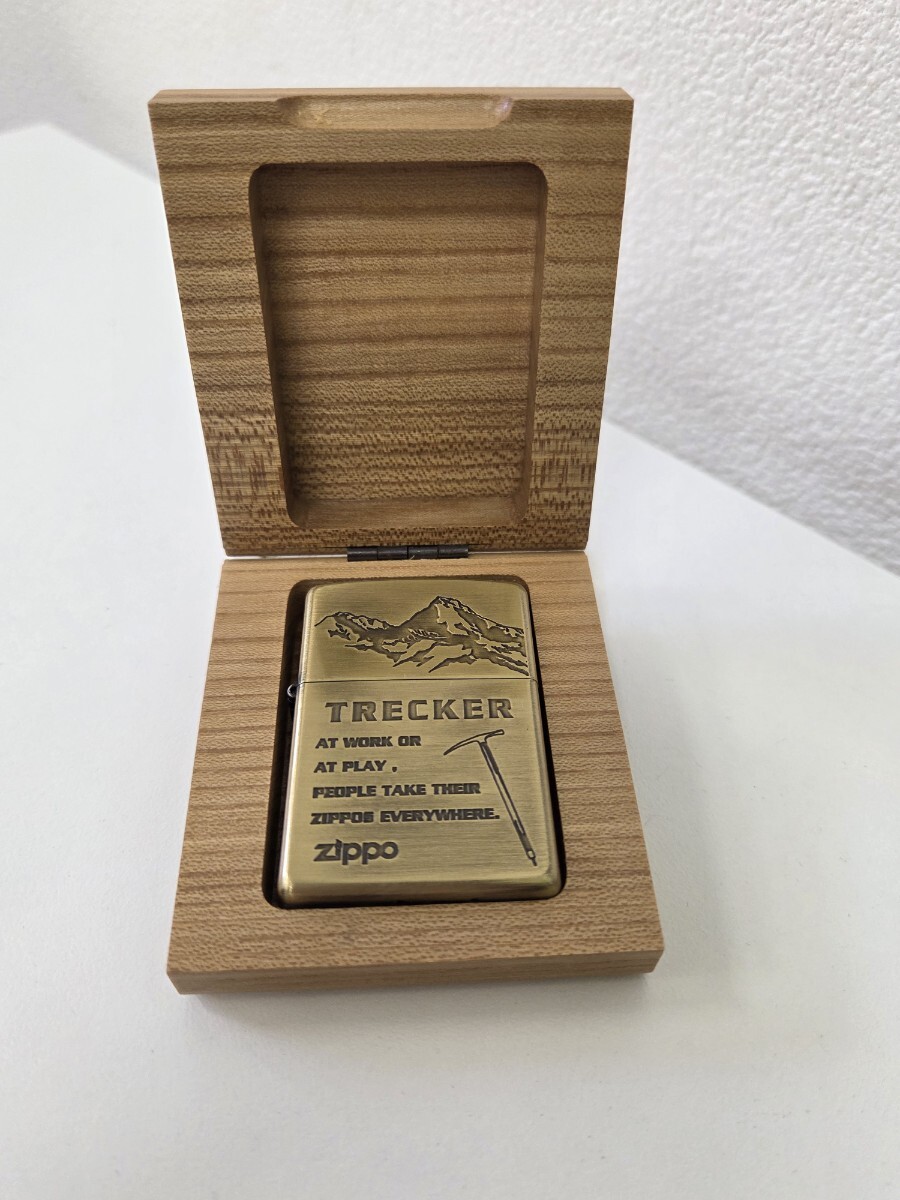 TRECKER
AT WORK OR
AT PLAY ,
PEOPLE TAKE THEIR
ZIPPOS EVERYWHERE.
zippo